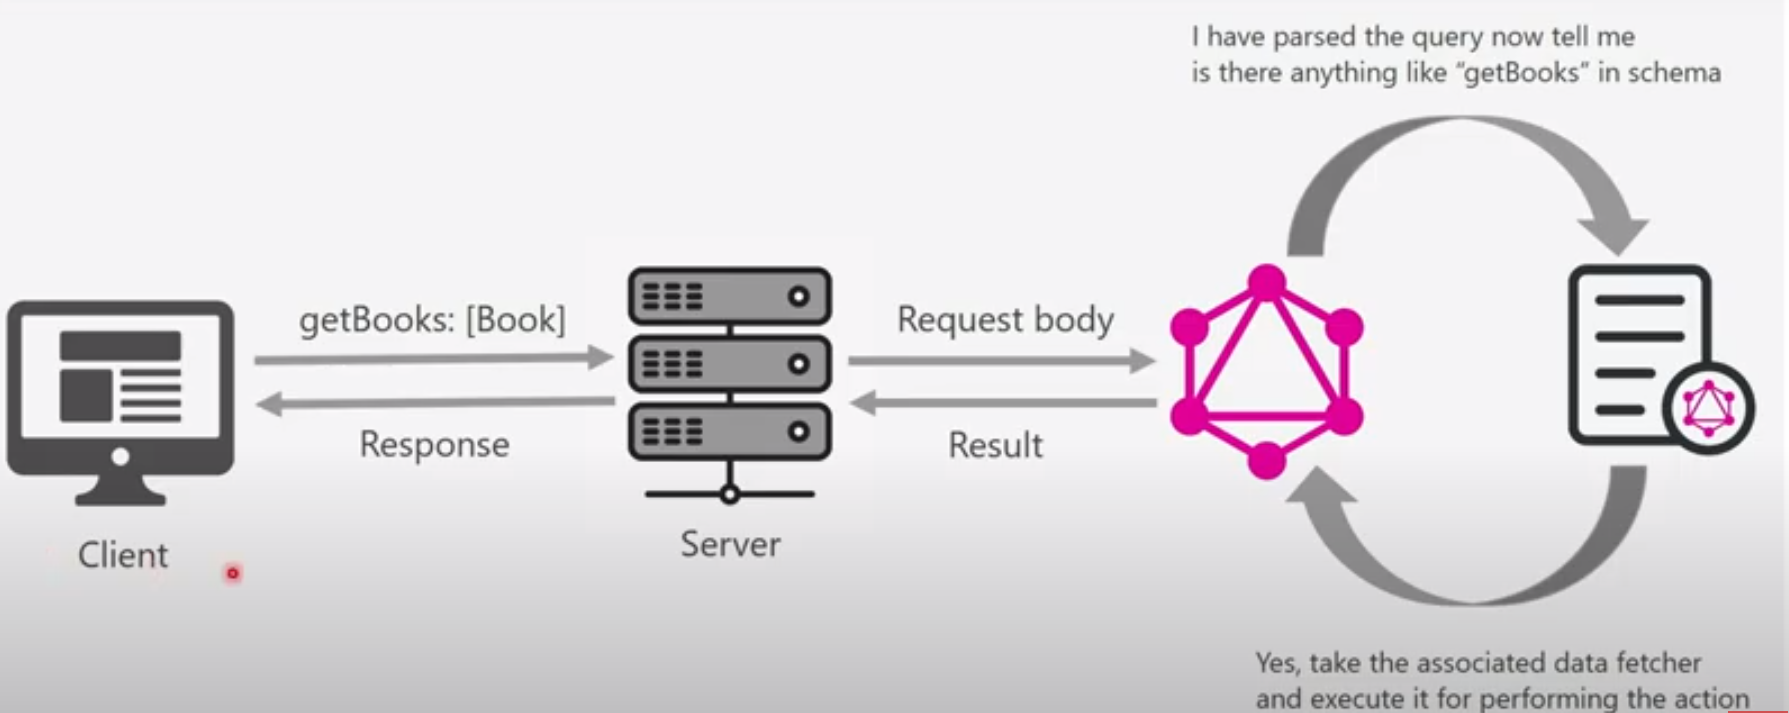 I have parsed the query now tell me
is there anything like "getBooks" in schema
getBooks: [Book]
Request body
Response
Result
Client
Server
Yes, take the associated data fetcher
and execute it for performing the action